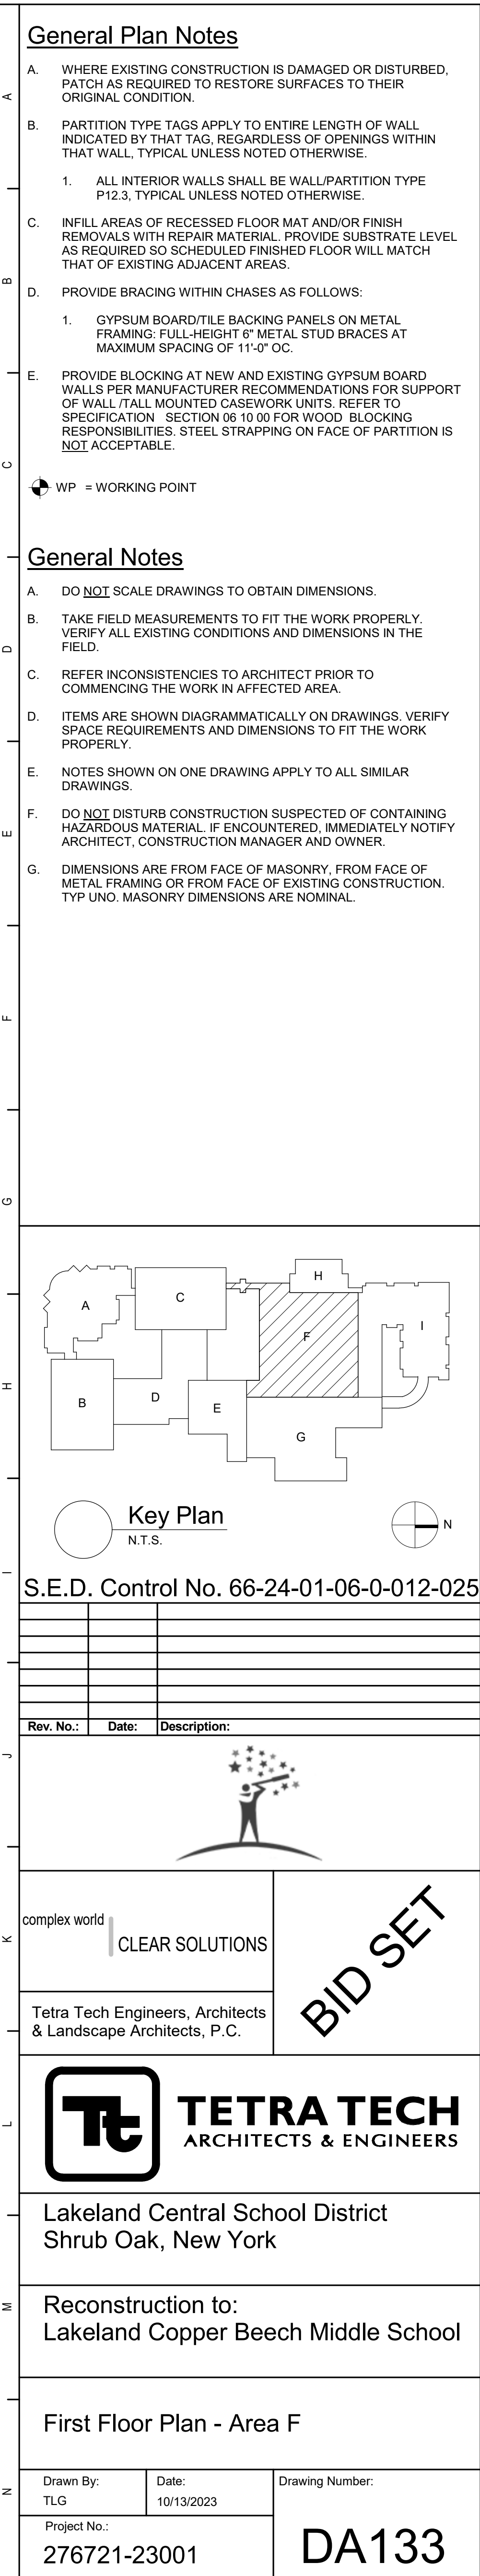 General Plan Notes
A. WHERE EXISTING CONSTRUCTION IS DAMAGED OR DISTURBED,
PATCH AS REQUIRED TO RESTORE SURFACES TO THEIR
ORIGINAL CONDITION.
B. PARTITION TYPE TAGS APPLY TO ENTIRE LENGTH OF WALL
INDICATED BY THAT TAG, REGARDLESS OF OPENINGS WITHIN
THAT WALL, TYPICAL UNLESS NOTED OTHERWISE.
1. ALL INTERIOR WALLS SHALL BE WALL/PARTITION TYPE
P12.3, TYPICAL UNLESS NOTED OTHERWISE.
C. INFILL AREAS OF RECESSED FLOOR MAT AND/OR FINISH
REMOVALS WITH REPAIR MATERIAL. PROVIDE SUBSTRATE LEVEL
AS REQUIRED SO SCHEDULED FINISHED FLOOR WILL MATCH
THAT OF EXISTING ADJACENT AREAS.
D. PROVIDE BRACING WITHIN CHASES AS FOLLOWS:
1. GYPSUM BOARD/TILE BACKING PANELS ON METAL
FRAMING: FULL-HEIGHT 6" METAL STUD BRACES AT
MAXIMUM SPACING OF 11'-0" OC.
E. PROVIDE BLOCKING AT NEW AND EXISTING GYPSUM BOARD
WALLS PER MANUFACTURER RECOMMENDATIONS FOR SUPPORT
OF WALL /TALL MOUNTED CASEWORK UNITS. REFER TO
SPECIFICATION SECTION 06 10 00 FOR WOOD BLOCKING
RESPONSIBILITIES. STEEL STRAPPING ON FACE OF PARTITION IS
NOT ACCEPTABLE.
WP = WORKING POINT
General Notes
A. DO NOT SCALE DRAWINGS TO OBTAIN DIMENSIONS.
B. TAKE FIELD MEASUREMENTS TO FIT THE WORK PROPERLY.
VERIFY ALL EXISTING CONDITIONS AND DIMENSIONS IN THE
FIELD.
C. REFER INCONSISTENCIES TO ARCHITECT PRIOR TO
COMMENCING THE WORK IN AFFECTED AREA.
D. ITEMS ARE SHOWN DIAGRAMMATICALLY ON DRAWINGS. VERIFY
SPACE REQUIREMENTS AND DIMENSIONS TO FIT THE WORK
PROPERLY.
E. NOTES SHOWN ON ONE DRAWING APPLY TO ALL SIMILAR
DRAWINGS.
F. DO NOT DISTURB CONSTRUCTION SUSPECTED OF CONTAINING
HAZARDOUS MATERIAL. IF ENCOUNTERED, IMMEDIATELY NOTIFY
ARCHITECT, CONSTRUCTION MANAGER AND OWNER.
G. DIMENSIONS ARE FROM FACE OF MASONRY, FROM FACE OF
METAL FRAMING OR FROM FACE OF EXISTING CONSTRUCTION.
TYP UNO. MASONRY DIMENSIONS ARE NOMINAL.
A
B
C
D
E
F
G
H
I
J
K
L
M
N
H
A
C
F
I
B
D
E
G
Key Plan
N.T.S.
N
S.E.D. Control No. 66-24-01-06-0-012-025
Rev. No.: Date: Description:
complex world
CLEAR SOLUTIONS
BID SET
Tetra Tech Engineers, Architects
& Landscape Architects, P.C.
Tt
TETRA TECH
ARCHITECTS & ENGINEERS
Lakeland Central School District
Shrub Oak, New York
Reconstruction to:
Lakeland Copper Beech Middle School
First Floor Plan - Area F
Drawn By:
TLG
Date:
10/13/2023
Drawing Number:
DA133
Project No.:
276721-23001